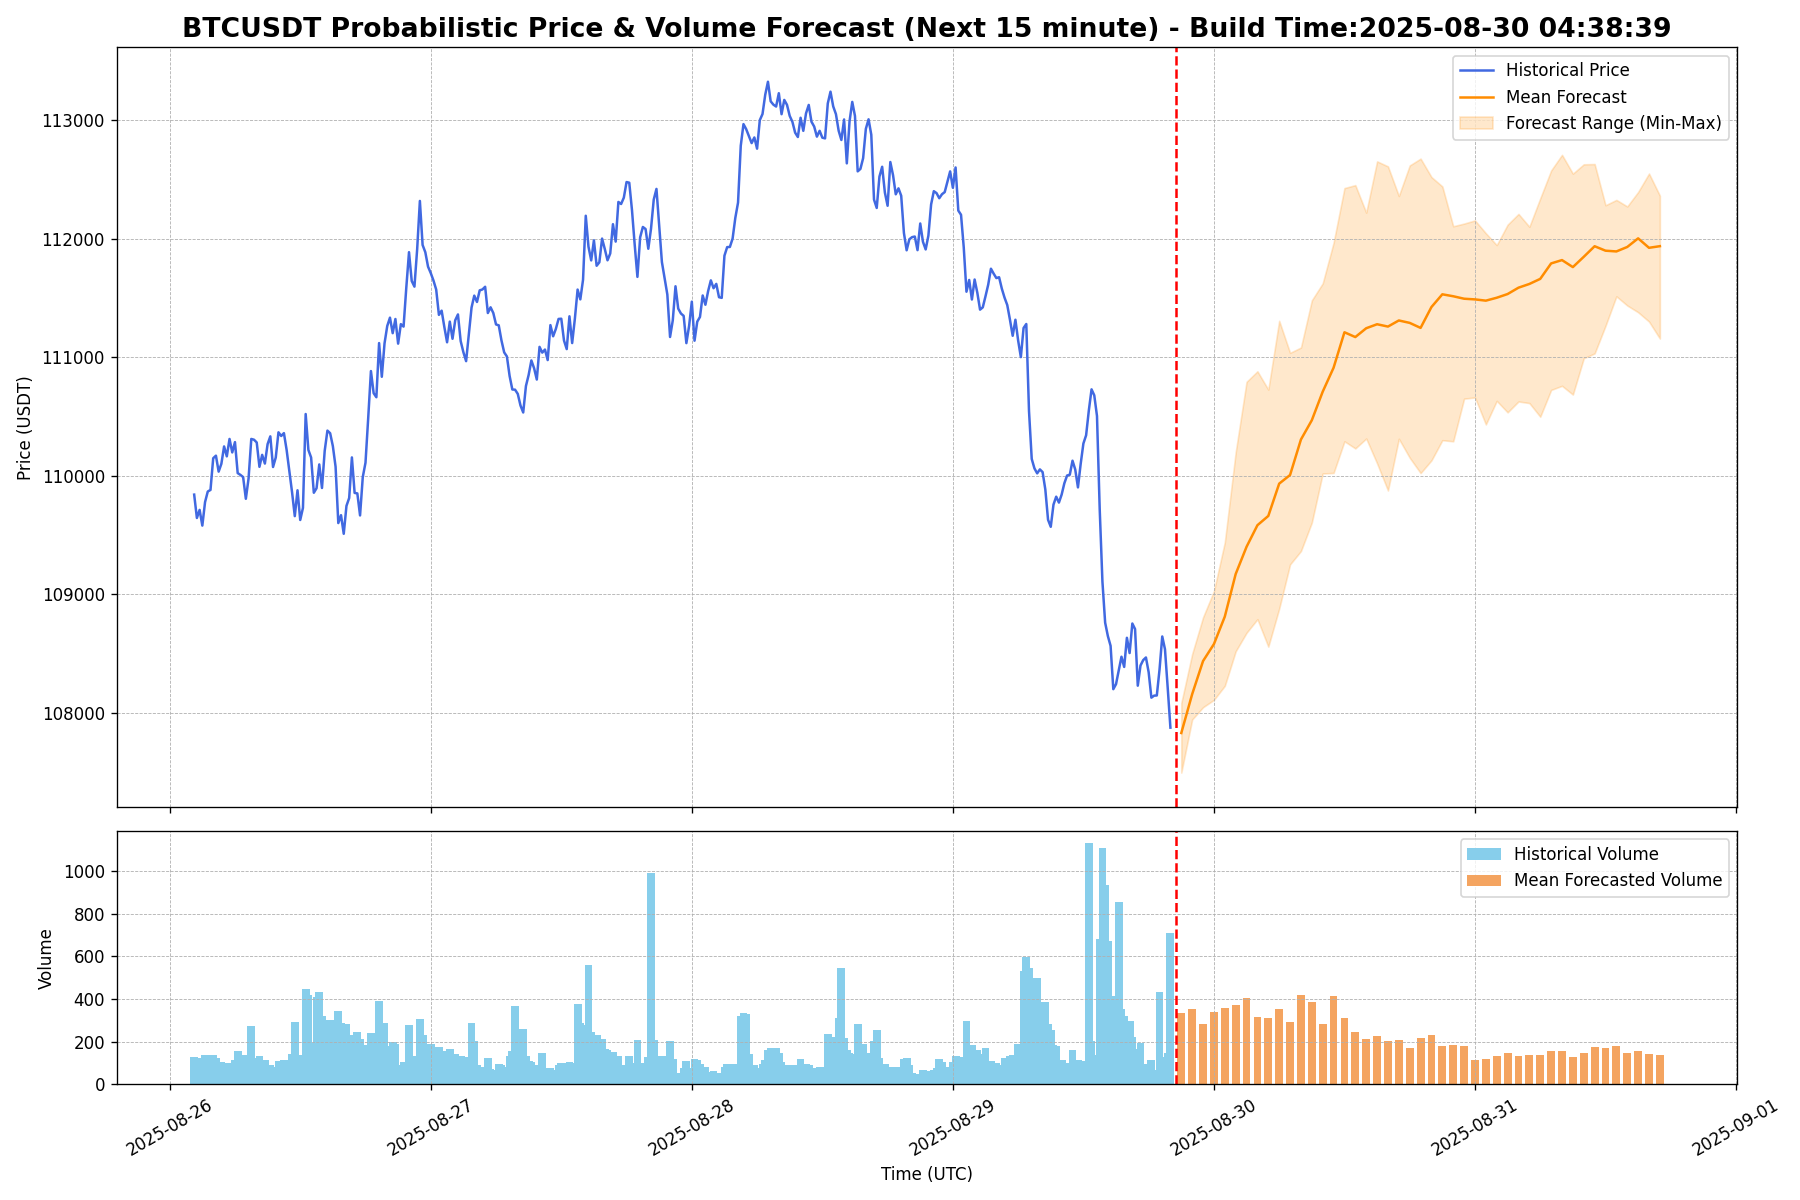 BTCUSDT Probabilistic Price & Volume Forecast (Next 15 minute) - Build Time:2025-08-30 04:38:39
Historical Price
Mean Forecast
Forecast Range (Min-Max)
113000
112000
111000
110000
109000
108000
Price (USDT)
Historical Volume
Mean Forecasted Volume
1000
800
600
400
200
0
Volume
2025-08-26
2025-08-27
2025-08-28
2025-08-29
2025-08-30
2025-08-31
2025-09-01
Time (UTC)